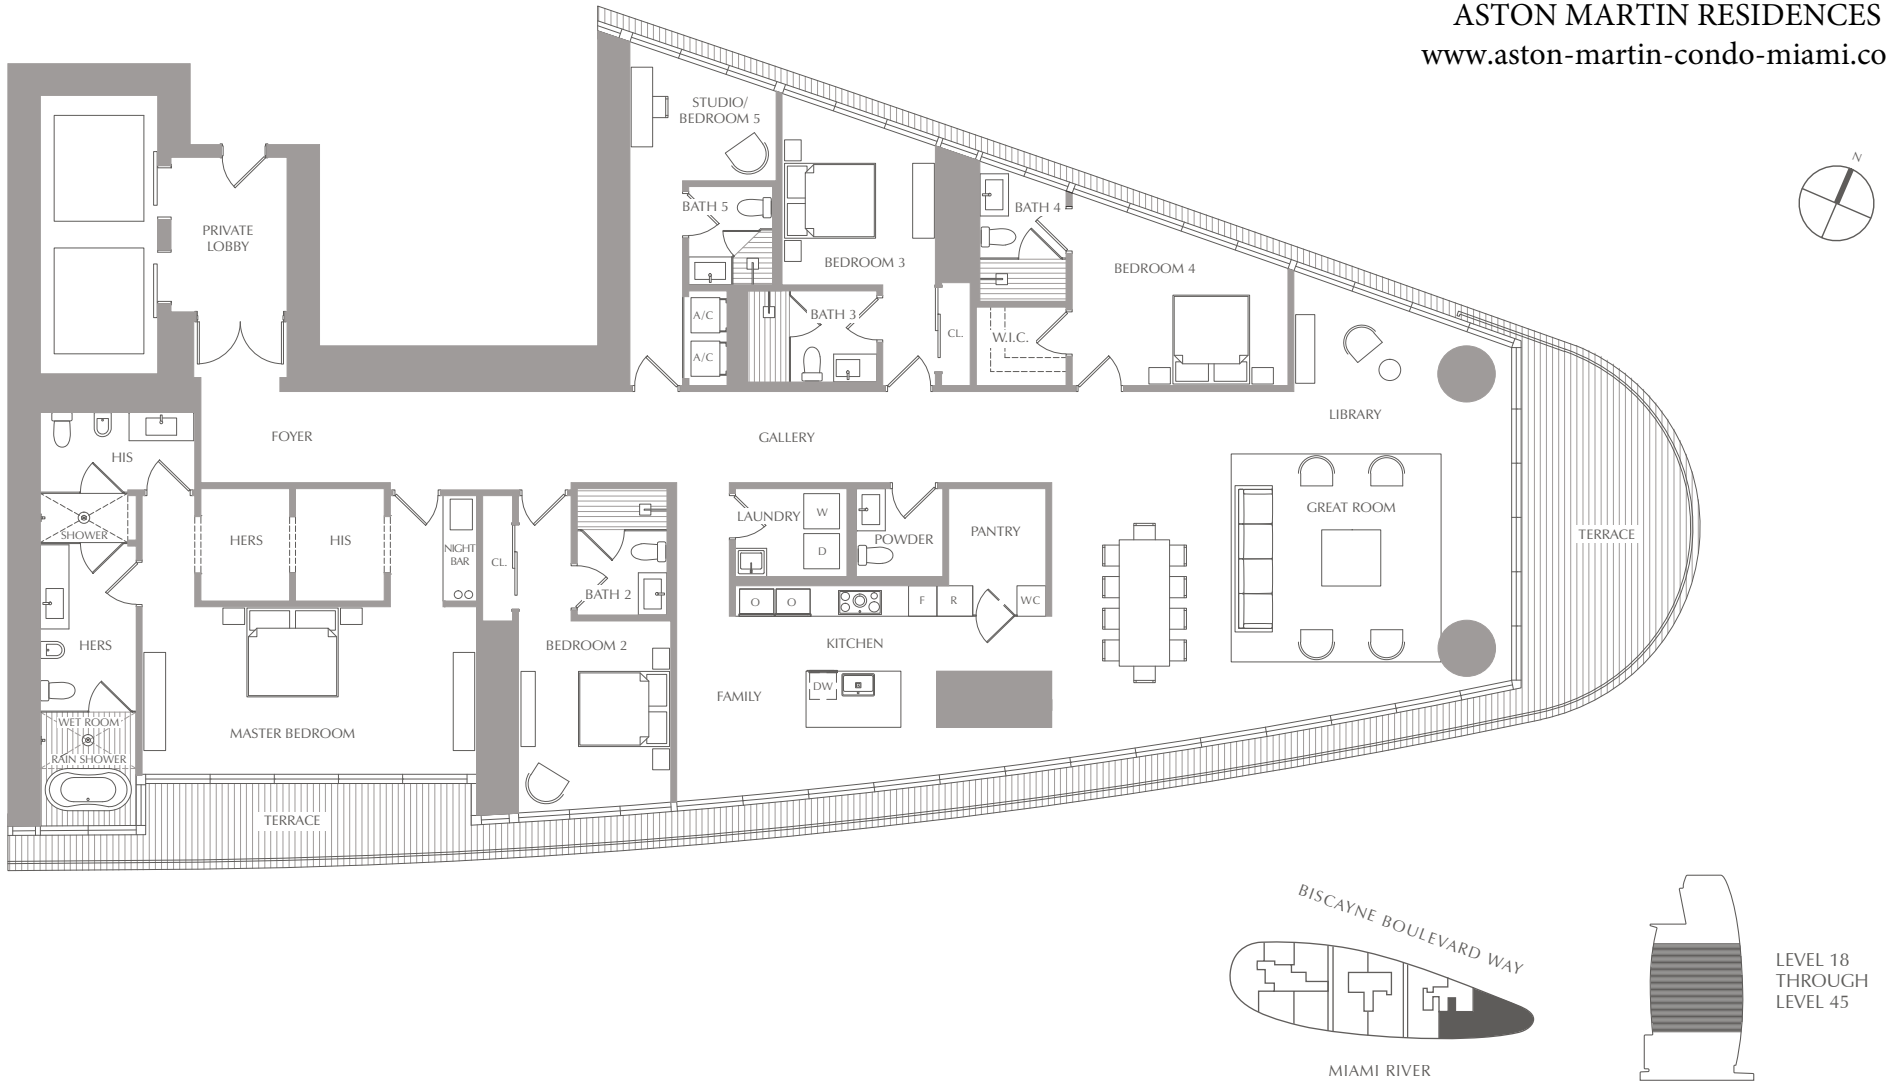 ASTON MARTIN RESIDENCES
www.aston-martin-condo-miami.co
N
STUDIO/
BEDROOM 5
PRIVATE
LOBBY
BATH 5
BATH 4
BEDROOM 3
BEDROOM 4
A/C
BATH 3
CL.
W.I.C.
A/C
LIBRARY
FOYER
GALLERY
HIS
GREAT ROOM
SHOWER
HERS
HIS
NIGHT
BAR
CL.
LAUNDRY
W
D
POWDER
PANTRY
TERRACE
BATH 2
O
O
F
R
WC
HERS
BEDROOM 2
KITCHEN
DW
FAMILY
WET ROOM
MASTER BEDROOM
RAIN SHOWER
TERRACE
BISCAYNE BOULEVARD WAY
MIAMI RIVER
LEVEL 18
THROUGH
LEVEL 45